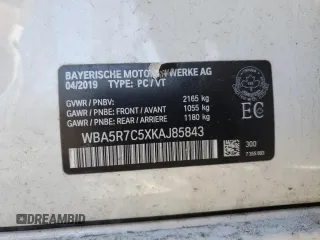 BAYERISCHE MOTOREN WERKE AG
04/2019 TYPE: PC / VT
GVWR / PNBV: 2165 kg
GAWR / PNBE: FRONT / AVANT 1055 kg
GAWR / PNBE: REAR / ARRIERE 1180 kg
EC
WBA5R7C5XKAJ85843
300
DREAMBID